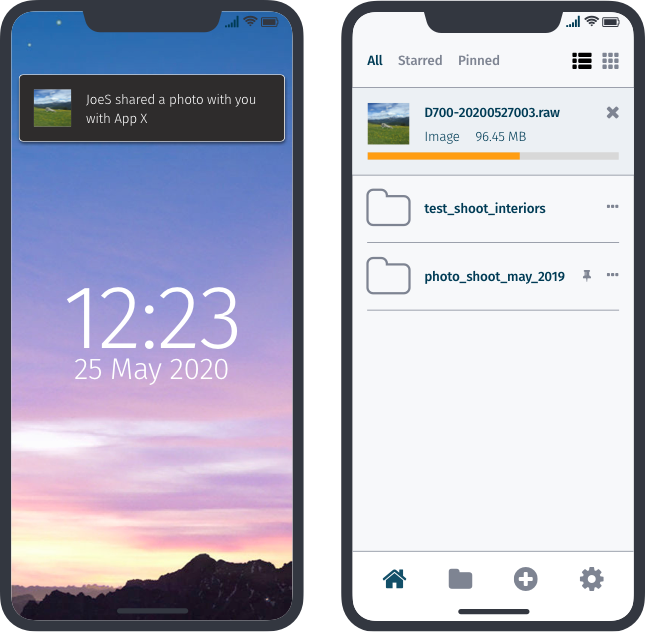 JoeS shared a photo with you
with App X
12:23
25 May 2020
All Starred Pinned
D700-20200527003.raw
Image 96.45 MB
test_shoot_interiors
photo_shoot_may_2019